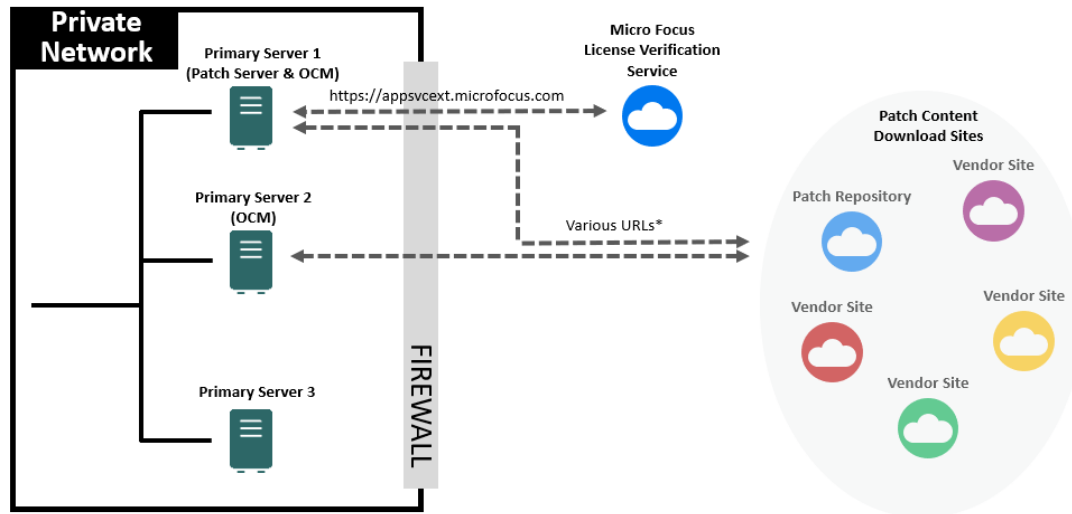 Private
Network
Primary Server 1
(Patch Server & OCM)
Micro Focus
License Verification
Service
https://appsvcext.microfocus.com
Patch Content
Download Sites
Vendor Site
Patch Repository
Primary Server 2
(OCM)
Various URLs*
Vendor Site
Vendor Site
FIREWALL
Primary Server 3
Vendor Site